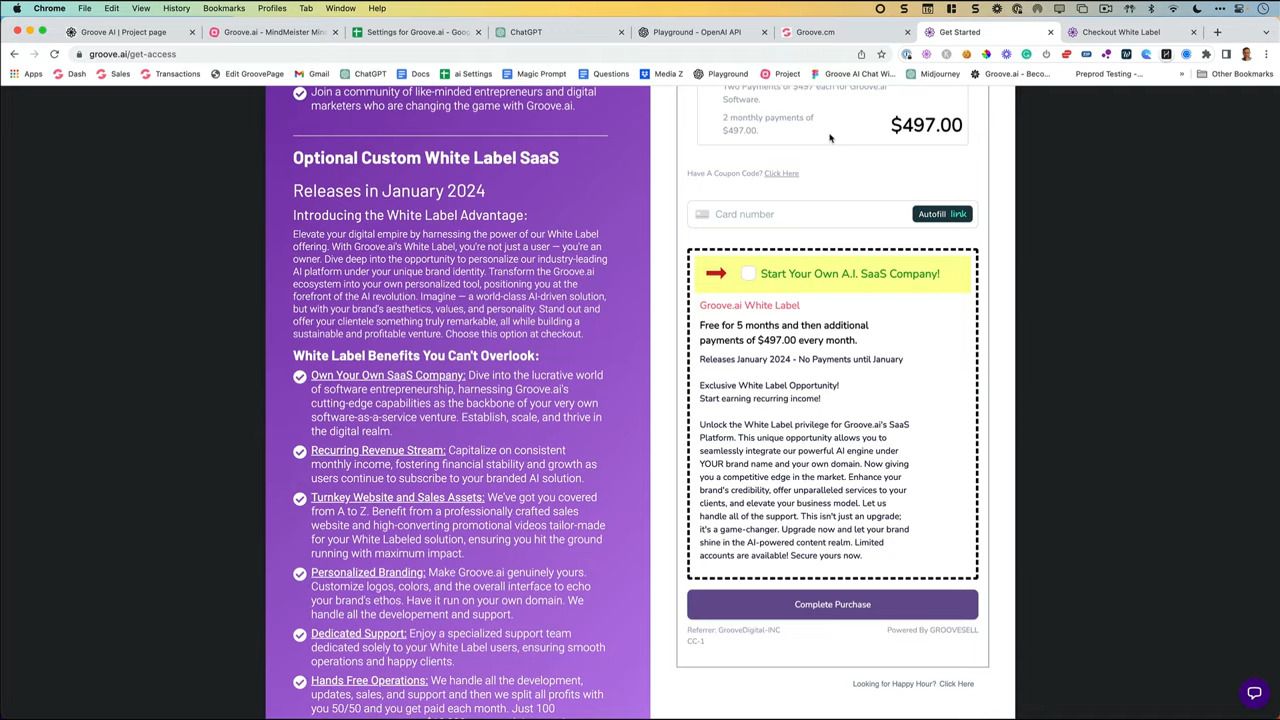 Chrome File Edit View History Bookmarks Profiles Tab Window Help
Groove AI | Project page
Groove.ai - MindMeister Min
Settings for Groove.ai - Goo
ChatGPT
Playground - OpenAI API
Groove.cm
Get Started
Checkout White Label
groove.ai/get-access
Apps Dash Sales Transactions Edit GroovePage Gmail ChatGPT Docs ai Settings Magic Prompt Questions Media Z Playground Project Groove AI Chat Wi... Midjourney Groove.ai - Beco... Preprod Testing -... » Other Bookmarks
Join a community of like-minded entrepreneurs and digital
marketers who are changing the game with Groove.ai.
Optional Custom White Label SaaS
Releases in January 2024
Introducing the White Label Advantage:
Elevate your digital empire by harnessing the power of our White Label
offering. With Groove.ai's White Label, you're not just a user — you're an
owner. Dive deep into the opportunity to personalize our industry-leading
AI platform under your unique brand identity. Transform the Groove.ai
ecosystem into your own personalized tool, positioning you at the
forefront of the AI revolution. Imagine — a world-class AI-driven solution,
but with your brand's aesthetics, values, and personality. Stand out and
offer your clientele something truly remarkable, all while building a
sustainable and profitable venture. Choose this option at checkout.
White Label Benefits You Can't Overlook:
Own Your Own SaaS Company: Dive into the lucrative world
of software entrepreneurship, harnessing Groove.ai's
cutting-edge capabilities as the backbone of your very own
software-as-a-service venture. Establish, scale, and thrive in
the digital realm.
Recurring Revenue Stream: Capitalize on consistent
monthly income, fostering financial stability and growth as
users continue to subscribe to your branded AI solution.
Turnkey Website and Sales Assets: We've got you covered
from A to Z. Benefit from a professionally crafted sales
website and high-converting promotional videos tailor-made
for your White Labeled solution, ensuring you hit the ground
running with maximum impact.
Personalized Branding: Make Groove.ai genuinely yours.
Customize logos, colors, and the overall interface to echo
your brand's ethos. Have it run on your own domain. We
handle all the developement and support.
Dedicated Support: Enjoy a specialized support team
dedicated solely to your White Label users, ensuring smooth
operations and happy clients.
Hands Free Operations: We handle all the development,
updates, sales, and support and then we split all profits with
you 50/50 and you get paid each month. Just 100
Two Payments of $497 each for Groove.ai
Software.
2 monthly payments of
$497.00.
$497.00
Have A Coupon Code? Click Here
Card number
Autofill link
Start Your Own A.I. SaaS Company!
Groove.ai White Label
Free for 5 months and then additional
payments of $497.00 every month.
Releases January 2024 - No Payments until January
Exclusive White Label Opportunity!
Start earning recurring income!
Unlock the White Label privilege for Groove.ai's SaaS
Platform. This unique opportunity allows you to
seamlessly integrate our powerful AI engine under
YOUR brand name and your own domain. Now giving
you a competitive edge in the market. Enhance your
brand's credibility, offer unparalleled services to your
clients, and elevate your business model. Let us
handle all of the support. This isn't just an upgrade;
it's a game-changer. Upgrade now and let your brand
shine in the AI-powered content realm. Limited
accounts are available! Secure yours now.
Complete Purchase
Referrer: GrooveDigital-INC
CC-1
Powered By GROOVESELL
Looking for Happy Hour? Click Here